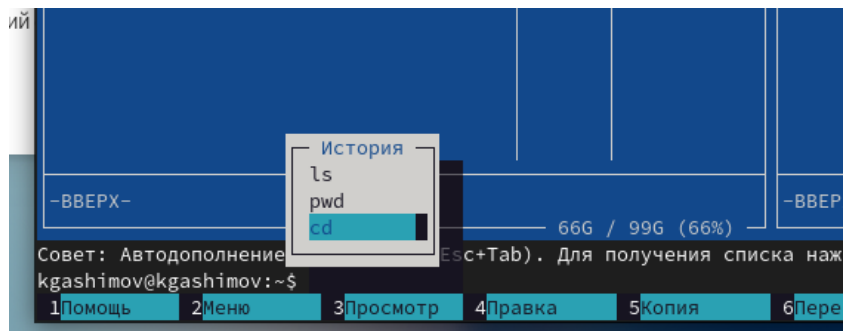 ий
История
ls
pwd
cd
-ВВЕРХ-
66G / 99G (66%)
-ВВЕР
Совет: Автодополнение sc+Tab). Для получения списка наж
kgashimov@kgashimov:~$
1Помощь 2Меню 3Просмотр 4Правка 5Копия 6Пере